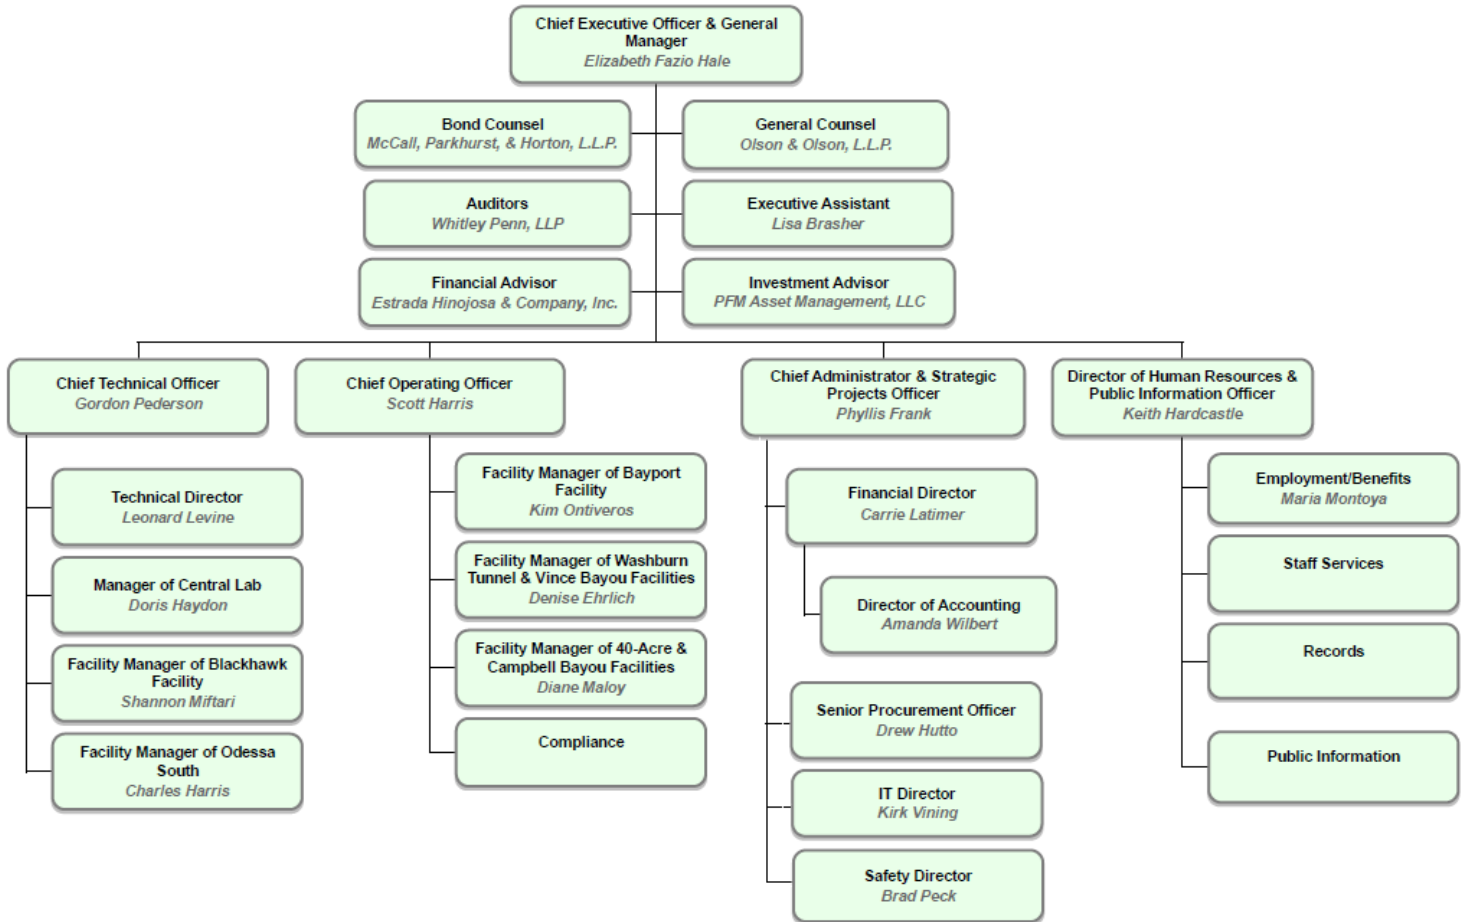 Chief Executive Officer & General
Manager
Elizabeth Fazio Hale
Bond Counsel
McCall, Parkhurst, & Horton, L.L.P.
General Counsel
Olson & Olson, L.L.P.
Auditors
Whitley Penn, LLP
Executive Assistant
Lisa Brasher
Financial Advisor
Estrada Hinojosa & Company, Inc.
Investment Advisor
PFM Asset Management, LLC
Chief Technical Officer
Gordon Pederson
Chief Operating Officer
Scott Harris
Chief Administrator & Strategic
Projects Officer
Phyllis Frank
Director of Human Resources &
Public Information Officer
Keith Hardcastle
Technical Director
Leonard Levine
Manager of Central Lab
Doris Haydon
Facility Manager of Blackhawk
Facility
Shannon Miftari
Facility Manager of Odessa
South
Charles Harris
Facility Manager of Bayport
Facility
Kim Ontiveros
Facility Manager of Washburn
Tunnel & Vince Bayou Facilities
Denise Ehrlich
Facility Manager of 40-Acre &
Campbell Bayou Facilities
Diane Maloy
Compliance
Financial Director
Carrie Latimer
Director of Accounting
Amanda Wilbert
Senior Procurement Officer
Drew Hutto
IT Director
Kirk Vining
Safety Director
Brad Peck
Employment/Benefits
Maria Montoya
Staff Services
Records
Public Information